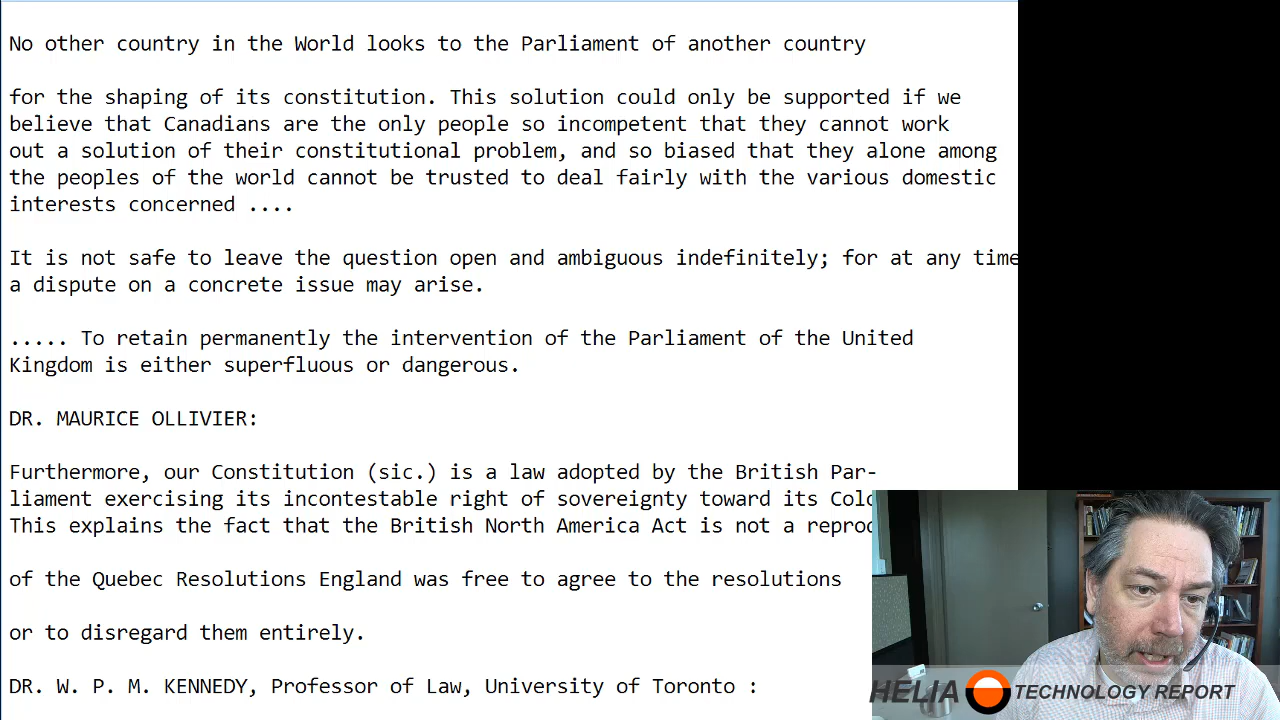 No other country in the World looks to the Parliament of another country
for the shaping of its constitution. This solution could only be supported if we
believe that Canadians are the only people so incompetent that they cannot work
out a solution of their constitutional problem, and so biased that they alone among
the peoples of the world cannot be trusted to deal fairly with the various domestic
interests concerned ....
It is not safe to leave the question open and ambiguous indefinitely; for at any time
a dispute on a concrete issue may arise.
..... To retain permanently the intervention of the Parliament of the United
Kingdom is either superfluous or dangerous.
DR. MAURICE OLLIVIER:
Furthermore, our Constitution (sic.) is a law adopted by the British Par-
liament exercising its incontestable right of sovereignty toward its
This explains the fact that the British North America Act is not a
of the Quebec Resolutions England was free to agree to the resolutions
or to disregard them entirely.
DR. W. P. M. KENNEDY, Professor of Law, University of Toronto :
HELIA TECHNOLOGY REPORT